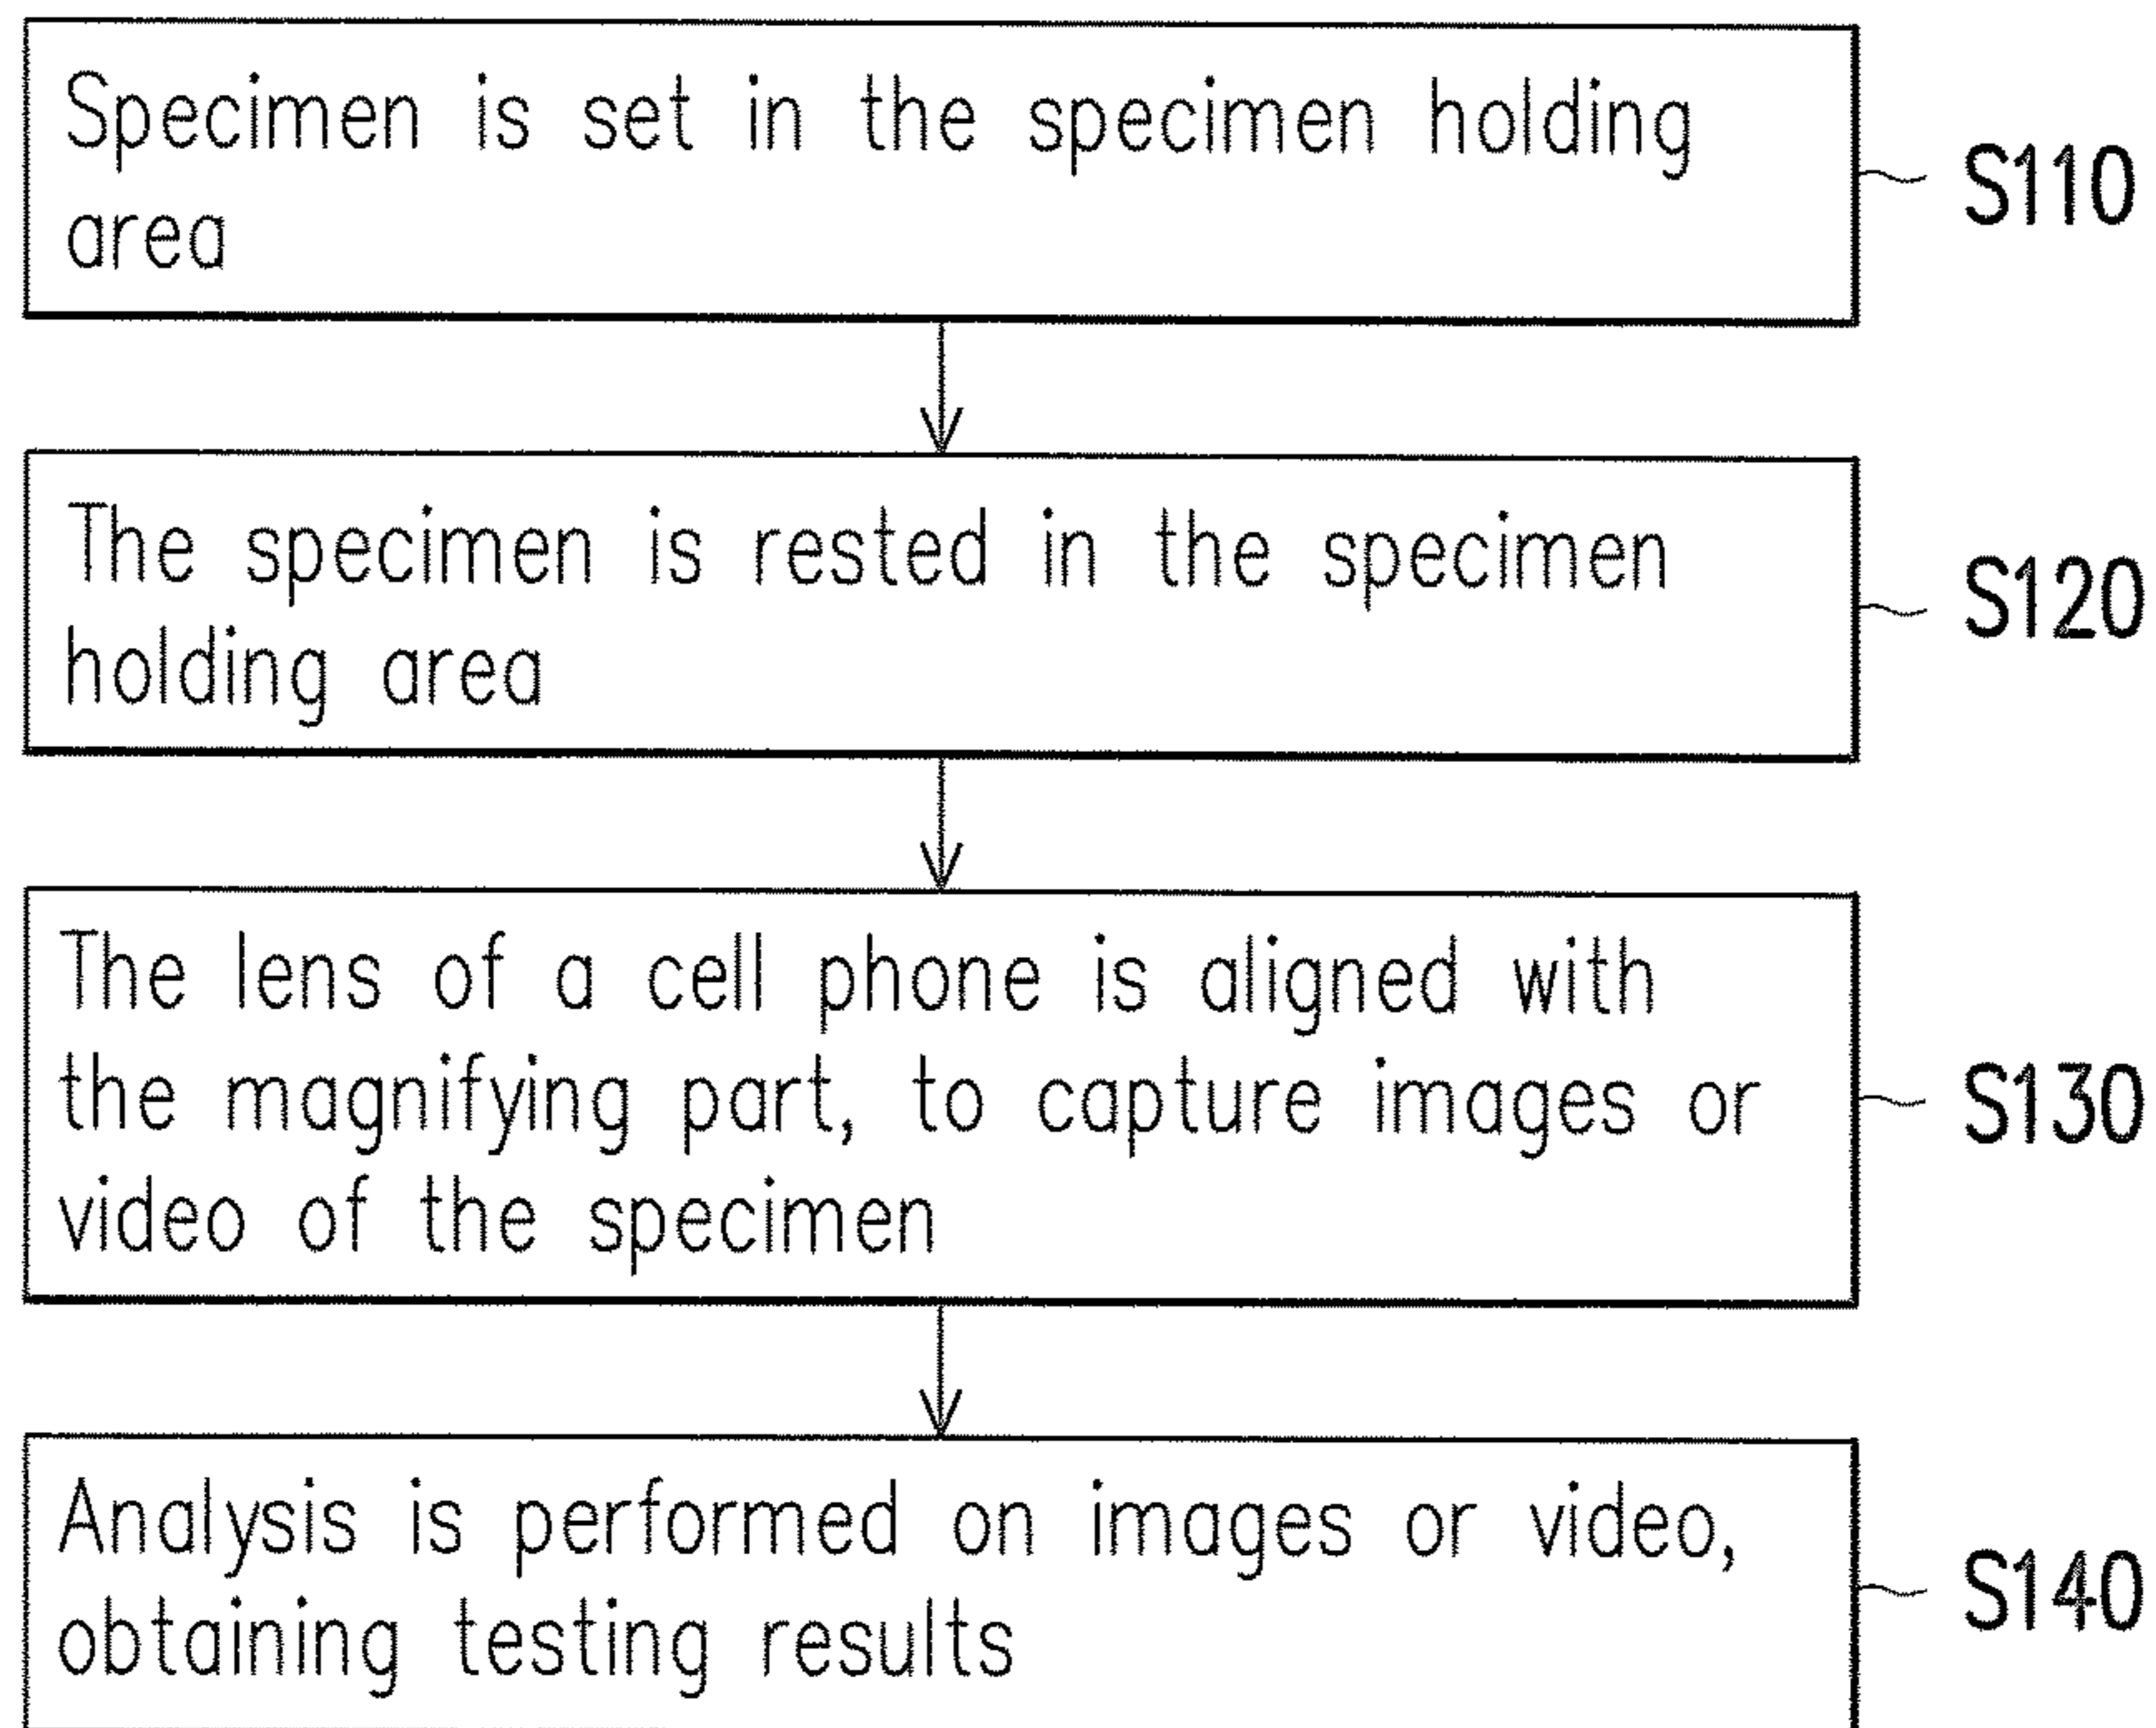 Specimen is set in the specimen holding
area
S110
The specimen is rested in the specimen
holding area
S120
The lens of a cell phone is aligned with
the magnifying part, to capture images or
video of the specimen
S130
Analysis is performed on images or video,
obtaining testing results
S140